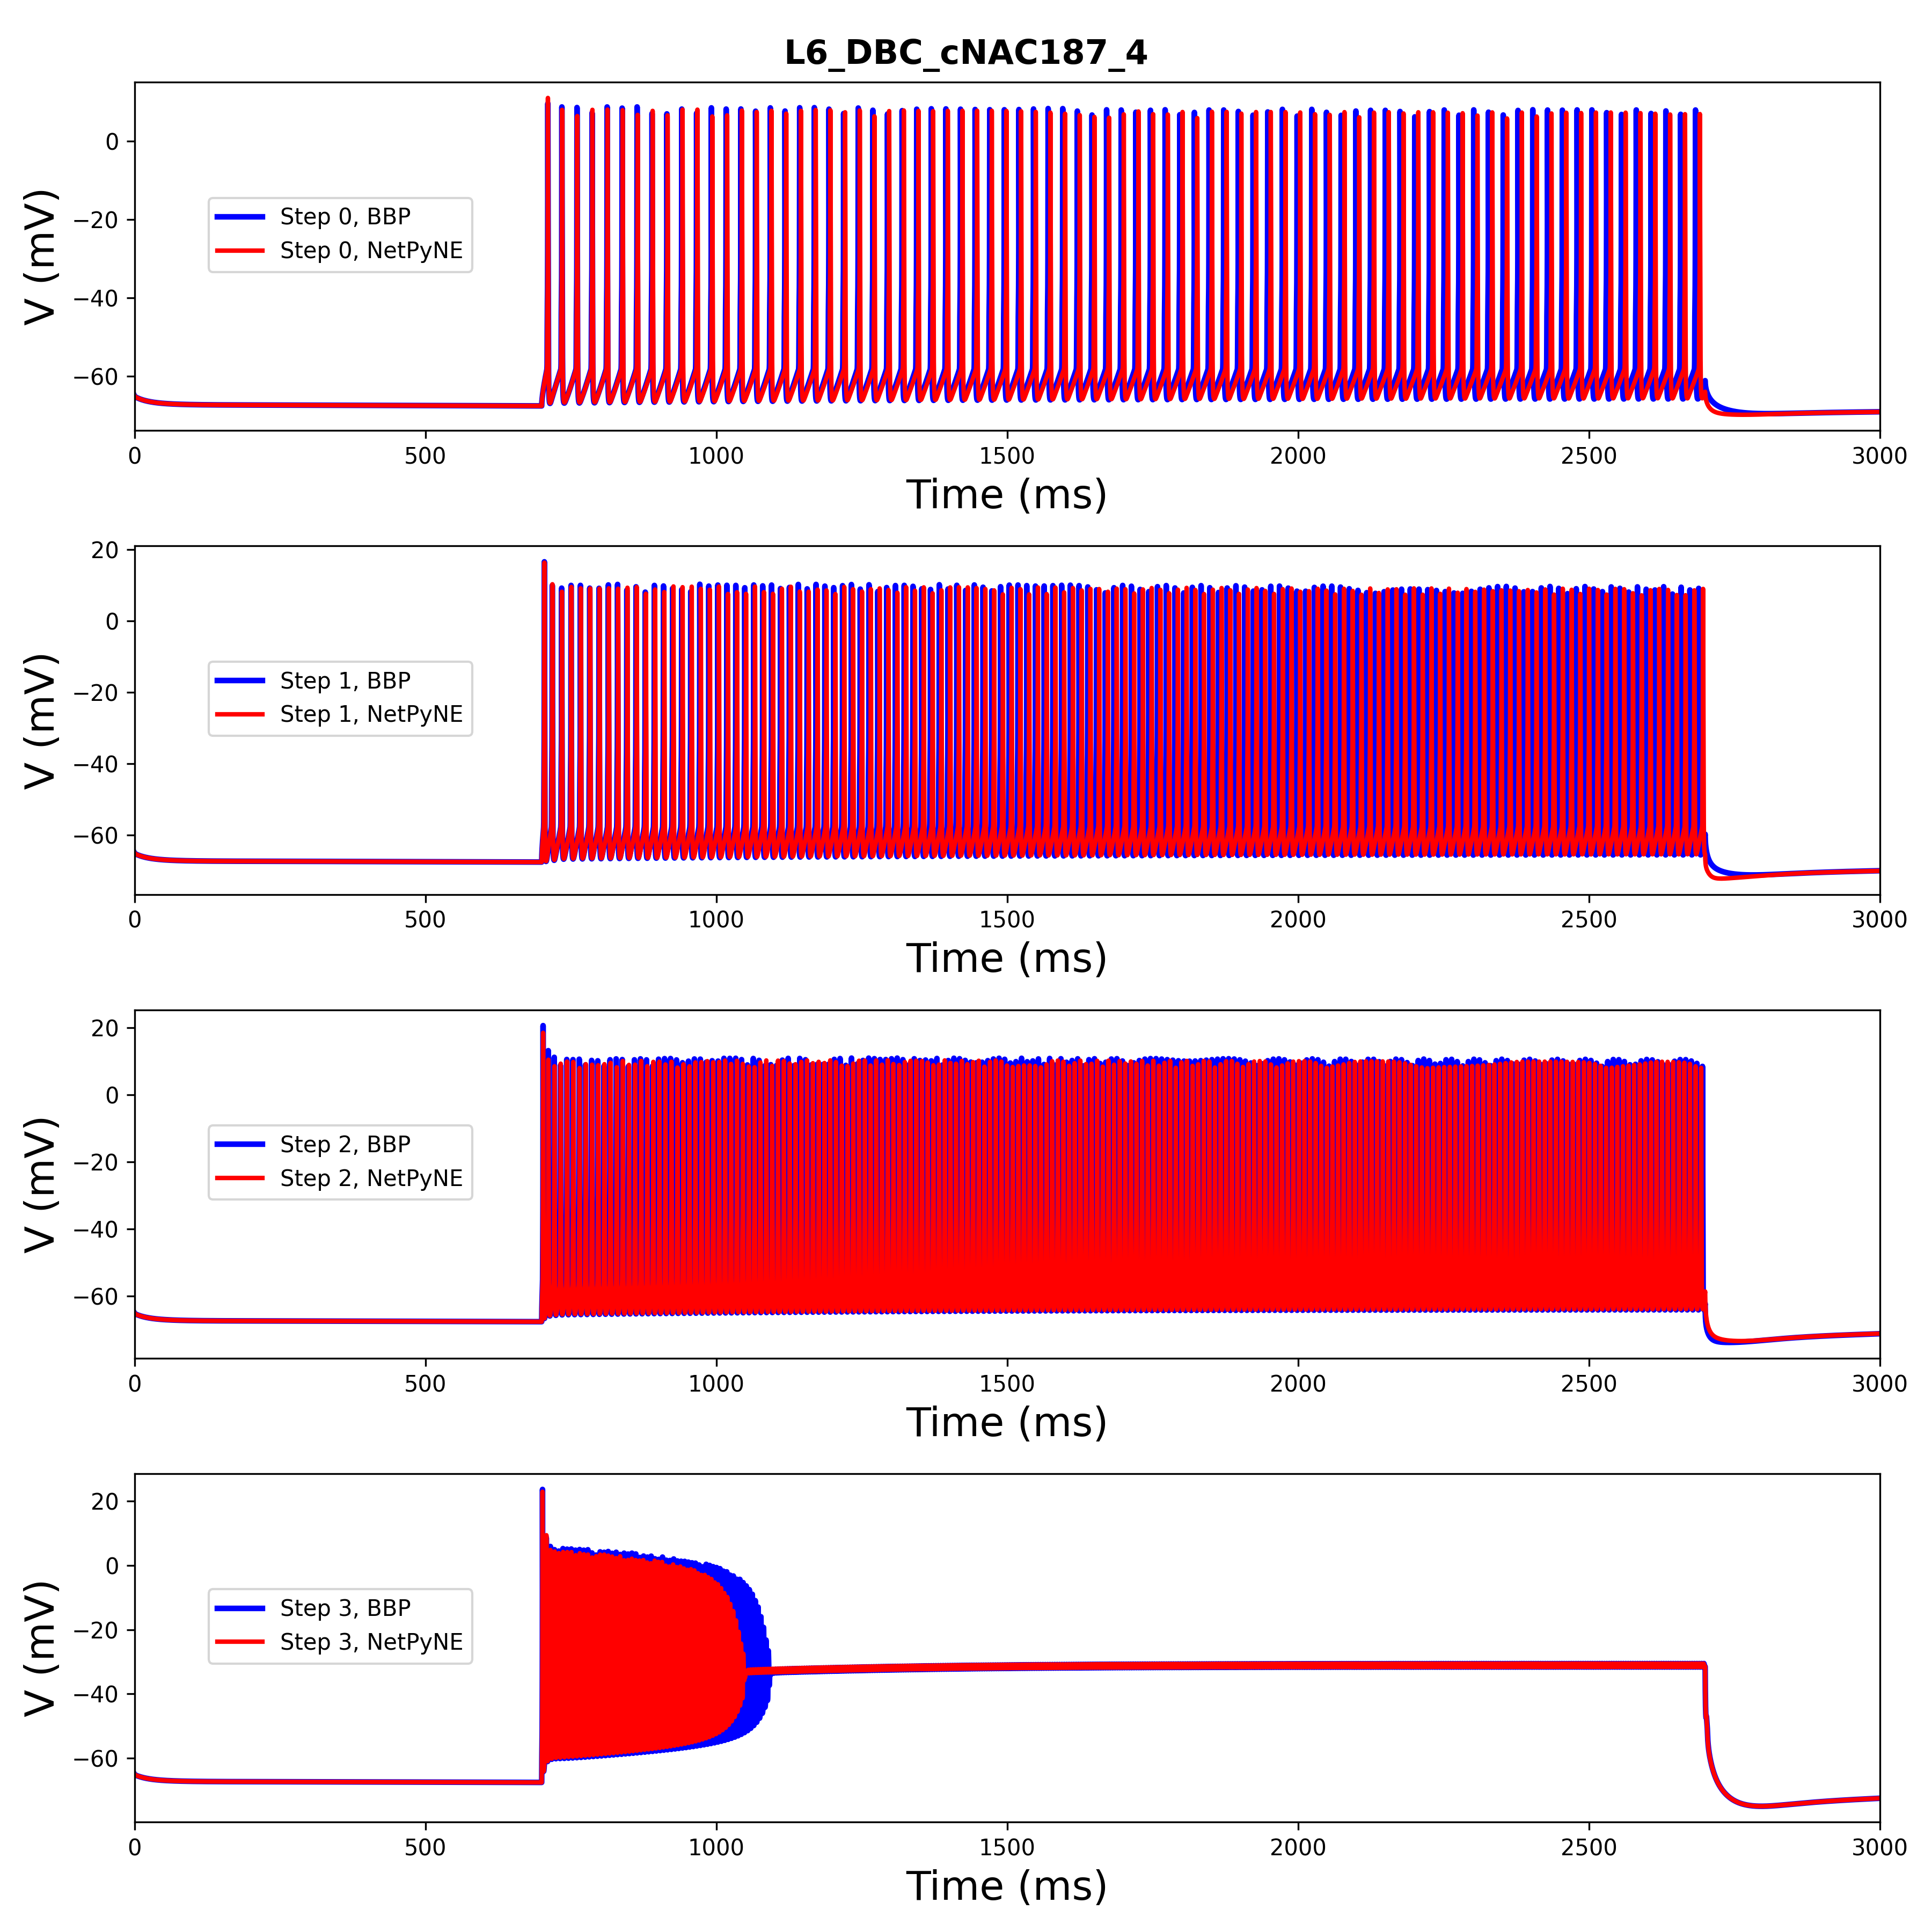 L6_DBC_cNAC187_4
0
−20
−40
−60
V (mV)
Step 0, BBP
Step 0, NetPyNE
0 500 1000 1500 2000 2500 3000
Time (ms)
20
0
−20
−40
−60
V (mV)
Step 1, BBP
Step 1, NetPyNE
0 500 1000 1500 2000 2500 3000
Time (ms)
20
0
−20
−40
−60
V (mV)
Step 2, BBP
Step 2, NetPyNE
0 500 1000 1500 2000 2500 3000
Time (ms)
20
0
−20
−40
−60
V (mV)
Step 3, BBP
Step 3, NetPyNE
0 500 1000 1500 2000 2500 3000
Time (ms)